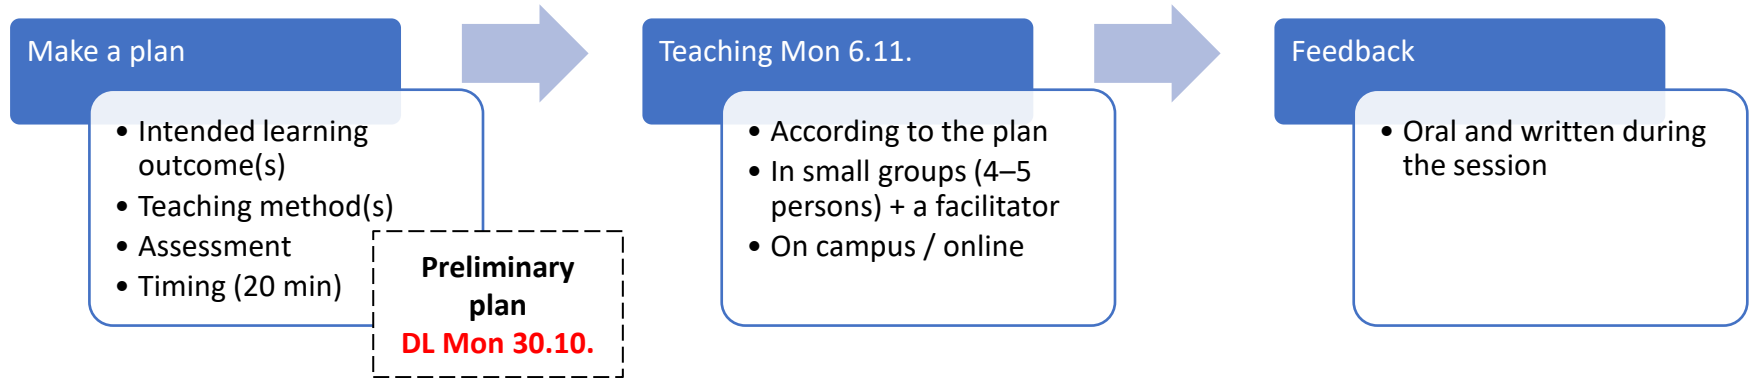 Make a plan
• Intended learning
outcome(s)
• Teaching method(s)
• Assessment
• Timing (20 min)
Preliminary
plan
DL Mon 30.10.
Teaching Mon 6.11.
• According to the plan
• In small groups (4–5
persons) + a facilitator
• On campus / online
Feedback
• Oral and written during
the session